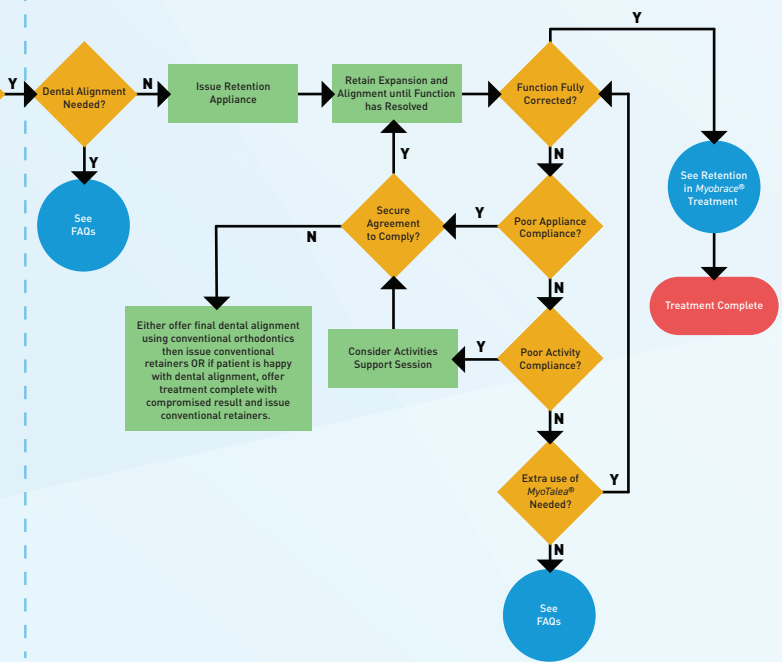 Y
Y
Dental Alignment
Needed?
N
Issue Retention
Appliance
Retain Expansion and
Alignment until Function
has Resolved
Function Fully
Corrected?
Y
See
FAQs
Y
N
See Retention
in Myobrace®
Treatment
Secure
Agreement
to Comply?
Y
Poor Appliance
Compliance?
N
N
Treatment Complete
Either offer final dental alignment
using conventional orthodontics
then issue conventional
retainers OR if patient is happy
with dental alignment, offer
treatment complete with
compromised result and issue
conventional retainers.
Consider Activities
Support Session
Y
Poor Activity
Compliance?
N
Extra use of
MyoTalea®
Needed?
Y
N
See
FAQs